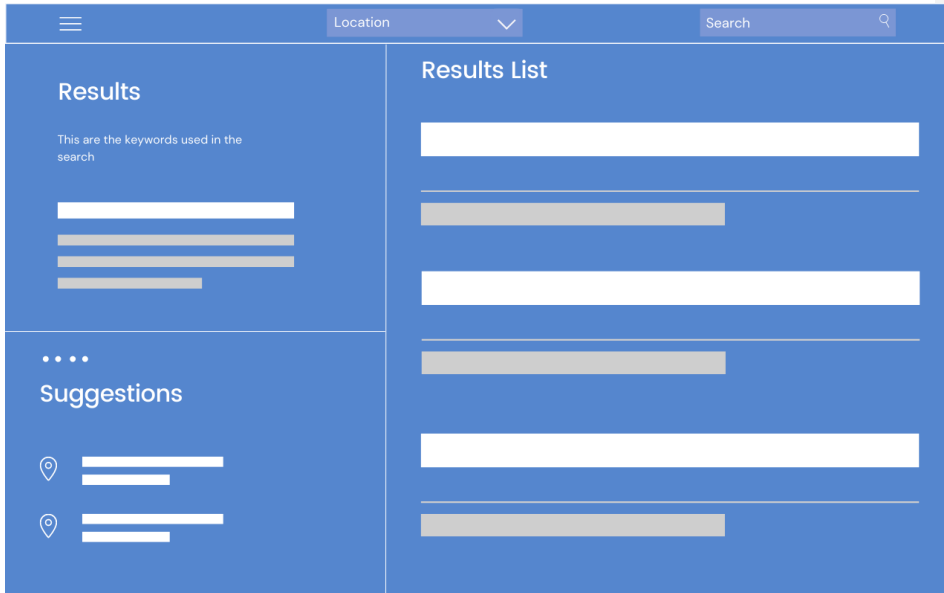 Location
Search
Results
This are the keywords used in the
search
Suggestions
Results List